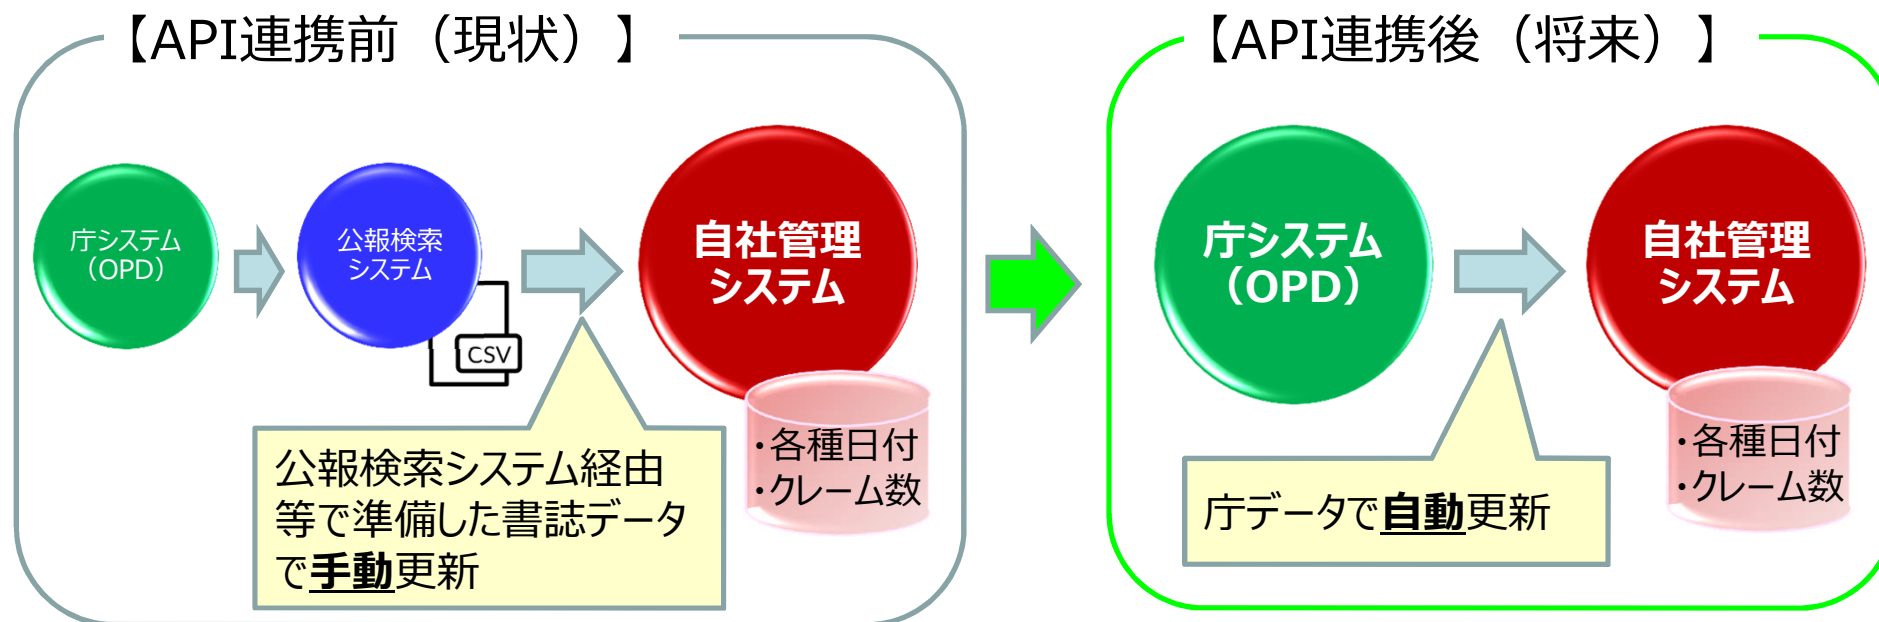 【API連携前（現状）】
庁システム
（OPD）
公報検索
システム
CSV
自社管理
システム
・各種日付
・クレーム数
公報検索システム経由
等で準備した書誌データ
で手動更新
【API連携後（将来）】
庁システム
（OPD）
自社管理
システム
・各種日付
・クレーム数
庁データで自動更新